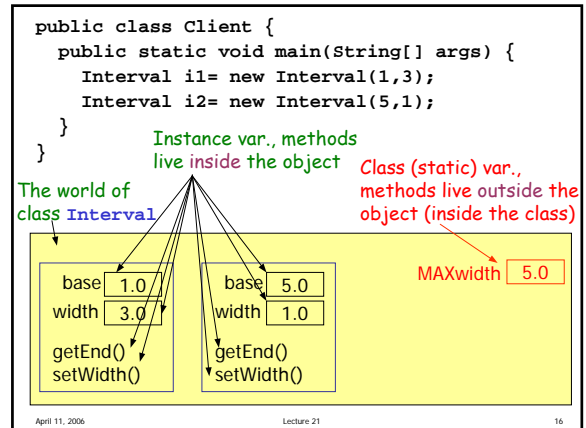 public class Client {
public static void main(String[] args) {
Interval i1= new Interval(1,3);
Interval i2= new Interval(5,1);
}
}
Instance var., methods
live inside the object
Class (static) var.,
methods live outside the
object (inside the class)
The world of
class Interval
base 1.0
width 3.0
getEnd()
setWidth()
base 5.0
width 1.0
getEnd()
setWidth()
MAXwidth 5.0
April 11, 2006 Lecture 21 16